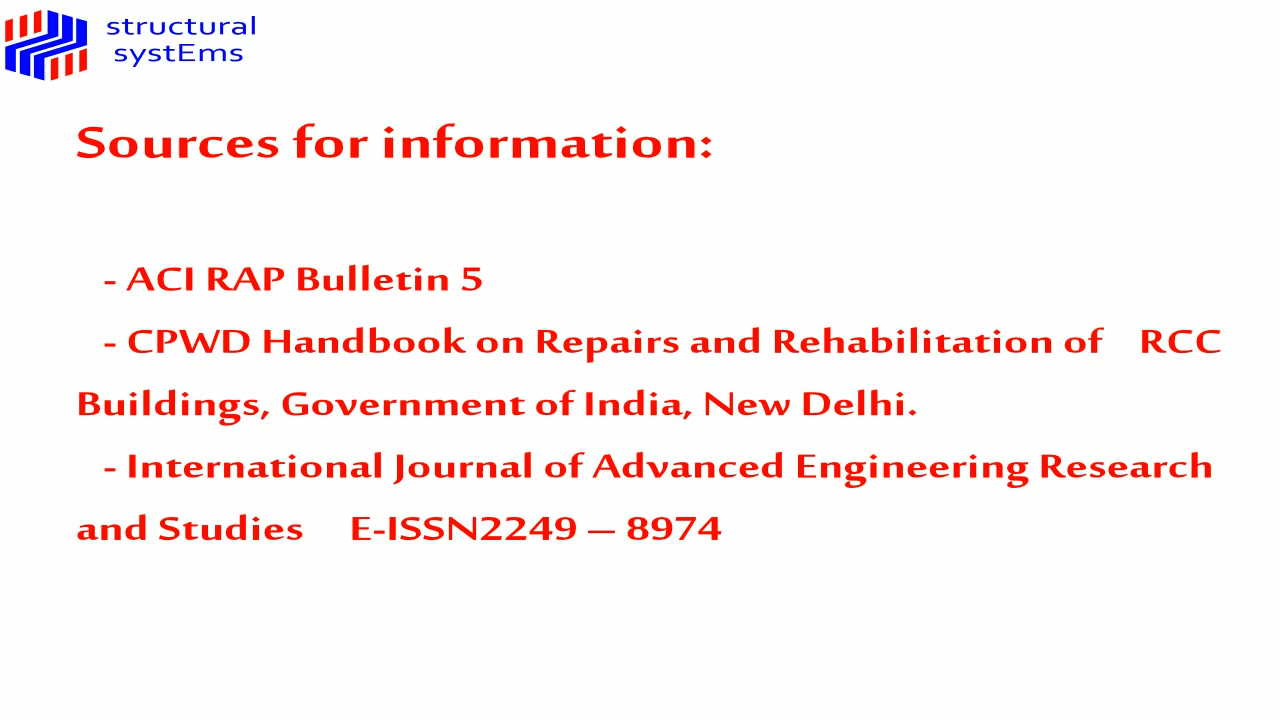 structural
systEms
Sources for information:
- ACI RAP Bulletin 5
- CPWD Handbook on Repairs and Rehabilitation of RCC
Buildings, Government of India, New Delhi.
- International Journal of Advanced Engineering Research
and Studies E-ISSN2249 – 8974